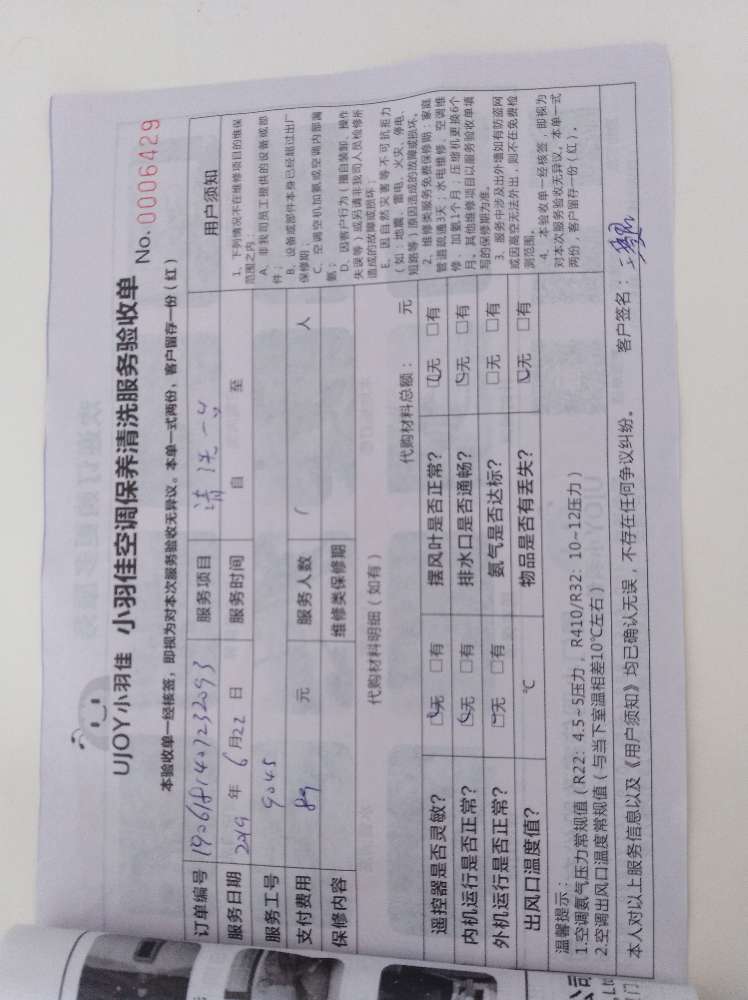 UJOY小羽佳 小羽佳空调保养清洗服务验收单 No. 0006429
本验收单一经核签，即视为对本次服务验收无异议。本单一式两份，客户留存一份（红）
订单编号 1906181407232093 服务项目 清洗一台
服务日期 2019 年 6 月 22 日 服务时间 自 至
服务工号 9045
支付费用 89 元 服务人数 人
保修内容 维修类保修期
代购材料明细（如有）
代购材料总额： 元
遥控器是否灵敏？ □无 □有 摆风叶是否正常？ □无 □有
内机运行是否正常？ □无 □有 排水口是否通畅？ □无 □有
外机运行是否正常？ □无 □有 氨气是否达标？ □无 □有
出风口温度值？ ℃ 物品是否有丢失？ □无 □有
用户须知
1、下列情况不在维修项目的维保
范围之内：
A、非我司员工提供的设备或部
件；
B、设备或部件本身已经超过出厂
保修期；
C、空调空机加氨或空调内部漏
氨；
D、因客户行为（擅自装卸、操作
失误等）或另请非我司人员检修所
造成的故障或损坏；
E、因自然灾害等不可抗拒力
（如：地震、雷电、火灾、停电、
短路等）原因造成的故障或损坏。
2、维修类服务免费保修期：家庭
管道疏通3天；水电维修、空调维
修、加氨1个月；压缩机更换6个
月。其他维修项目以服务验收单填
写的保修期为准。
3、服务中涉及出外墙如有防盗网
或因高空无法外出，则不在免费检
测范围。
4、本验收单一经核签，即视为
对本次服务验收无异议。本单一式
两份，客户留存一份（红）。
温馨提示：
1.空调氨气压力常规值（R22：4.5~5压力，R410/R32：10~12压力）
2.空调出风口温度常规值（与当下室温相差10℃左右）
本人对以上服务信息以及《用户须知》均已确认无误，不存在任何争议纠纷。 客户签名：
公司